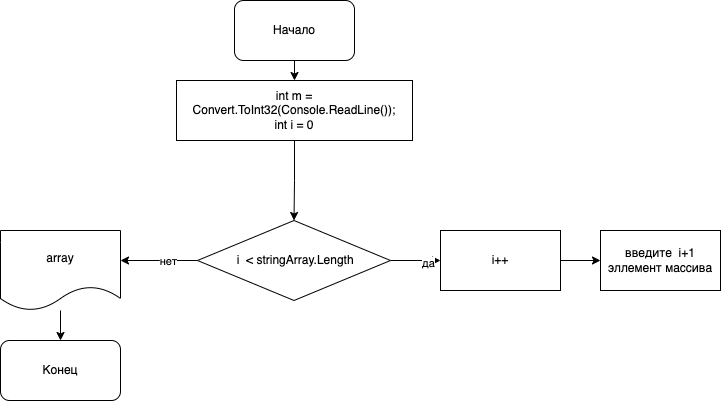 Начало
int m =
Convert.ToInt32(Console.ReadLine());
int i = 0
array
нет
i < stringArray.Length
да
i++
введите i+1
эллемент массива
Конец